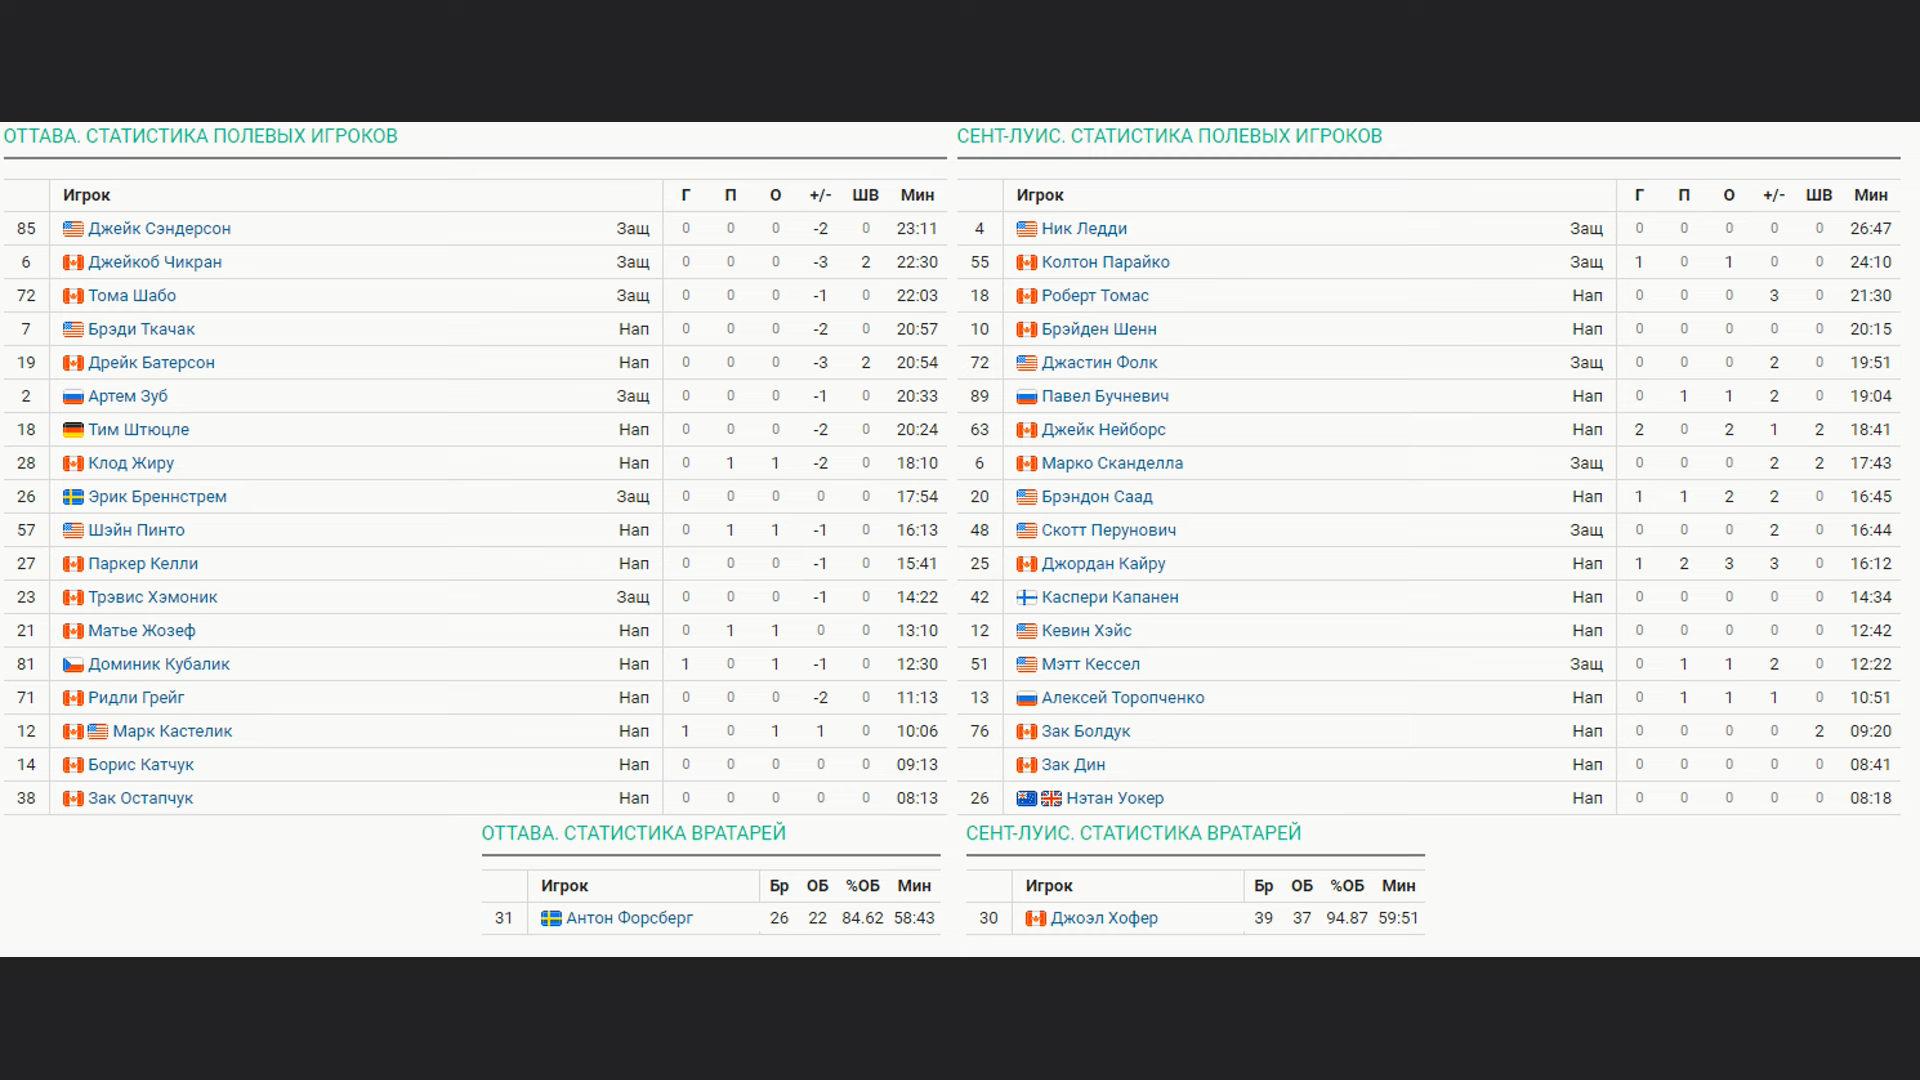 ОТТАВА. СТАТИСТИКА ПОЛЕВЫХ ИГРОКОВ
Игрок Г П О +/- ШВ Мин
85 Джейк Сэндерсон Защ 0 0 0 -2 0 23:11
6 Джейкоб Чикран Защ 0 0 0 -3 2 22:30
72 Тома Шабо Защ 0 0 0 -1 0 22:03
7 Брэди Ткачак Нап 0 0 0 -2 0 20:57
19 Дрейк Батерсон Нап 0 0 0 -3 2 20:54
2 Артем Зуб Защ 0 0 0 -1 0 20:33
18 Тим Штюцле Нап 0 0 0 -2 0 20:24
28 Клод Жиру Нап 0 1 1 -2 0 18:10
26 Эрик Бреннстрем Защ 0 0 0 0 0 17:54
57 Шэйн Пинто Нап 0 1 1 -1 0 16:13
27 Паркер Келли Нап 0 0 0 -1 0 15:41
23 Трэвис Хэмоник Защ 0 0 0 -1 0 14:22
21 Матье Жозеф Нап 0 1 1 0 0 13:10
81 Доминик Кубалик Нап 1 0 1 -1 0 12:30
71 Ридли Грейг Нап 0 0 0 -2 0 11:13
12 Марк Кастелик Нап 1 0 1 1 0 10:06
14 Борис Катчук Нап 0 0 0 0 0 09:13
38 Зак Остапчук Нап 0 0 0 0 0 08:13
СЕНТ-ЛУИС. СТАТИСТИКА ПОЛЕВЫХ ИГРОКОВ
Игрок Г П О +/- ШВ Мин
4 Ник Ледди Защ 0 0 0 0 0 26:47
55 Колтон Парайко Защ 1 0 1 0 0 24:10
18 Роберт Томас Нап 0 0 0 3 0 21:30
10 Брэйден Шенн Нап 0 0 0 0 0 20:15
72 Джастин Фолк Защ 0 0 0 2 0 19:51
89 Павел Бучневич Нап 0 1 1 2 0 19:04
63 Джейк Нейборс Нап 2 0 2 1 2 18:41
6 Марко Сканделла Защ 0 0 0 2 2 17:43
20 Брэндон Саад Нап 1 1 2 2 0 16:45
48 Скотт Перунович Защ 0 0 0 2 0 16:44
25 Джордан Кайру Нап 1 2 3 3 0 16:12
42 Каспери Капанен Нап 0 0 0 0 0 14:34
12 Кевин Хэйс Нап 0 0 0 0 0 12:42
51 Мэтт Кессел Защ 0 1 1 2 0 12:22
13 Алексей Торопченко Нап 0 1 1 1 0 10:51
76 Зак Болдук Нап 0 0 0 0 2 09:20
Зак Дин Нап 0 0 0 0 0 08:41
26 Нэтан Уокер Нап 0 0 0 0 0 08:18
ОТТАВА. СТАТИСТИКА ВРАТАРЕЙ
Игрок Бр ОБ %ОБ Мин
31 Антон Форсберг 26 22 84.62 58:43
СЕНТ-ЛУИС. СТАТИСТИКА ВРАТАРЕЙ
Игрок Бр ОБ %ОБ Мин
30 Джоэл Хофер 39 37 94.87 59:51